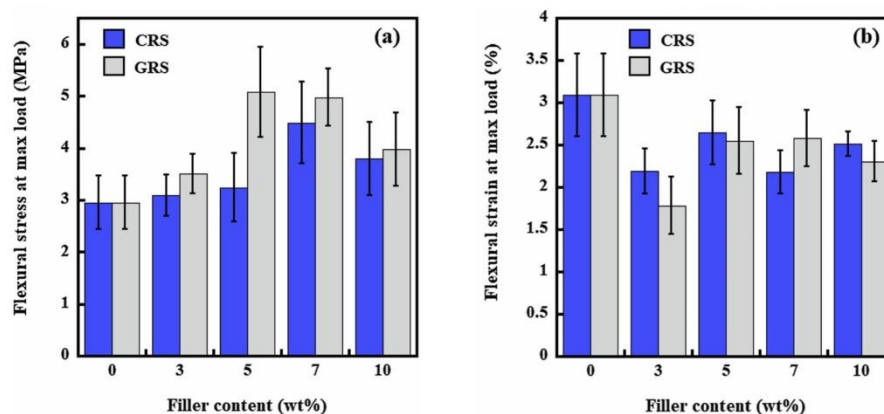 (a)
CRS
GRS
Flexural stress at max load (MPa)
6
5
4
3
2
1
0
0 3 5 7 10
Filler content (wt%)
(b)
CRS
GRS
Flexural strain at max load (%)
4
3.5
3
2.5
2
1.5
1
0.5
0
0 3 5 7 10
Filler content (wt%)